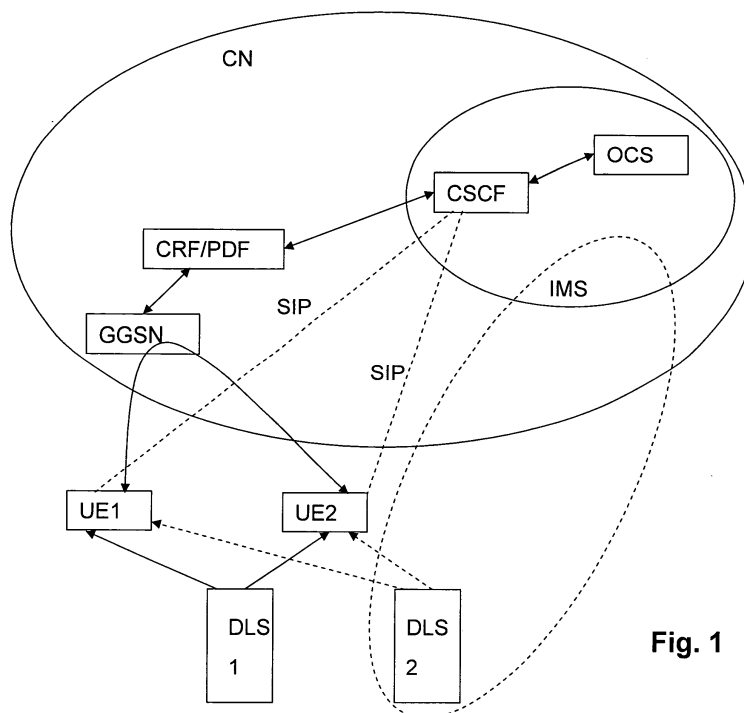 CN
OCS
CSCF
CRF/PDF
IMS
SIP
GGSN
SIP
UE1
UE2
DLS
1
DLS
2
Fig. 1